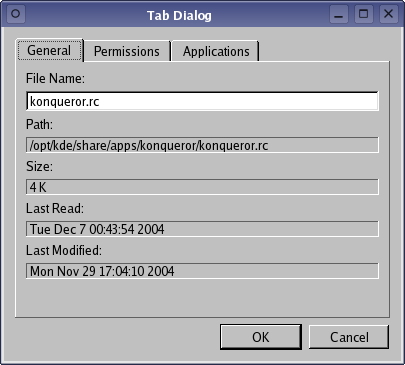 Tab Dialog
General Permissions Applications
File Name:
konqueror.rc
Path:
/opt/kde/share/apps/konqueror/konqueror.rc
Size:
4 K
Last Read:
Tue Dec 7 00:43:54 2004
Last Modified:
Mon Nov 29 17:04:10 2004
OK Cancel